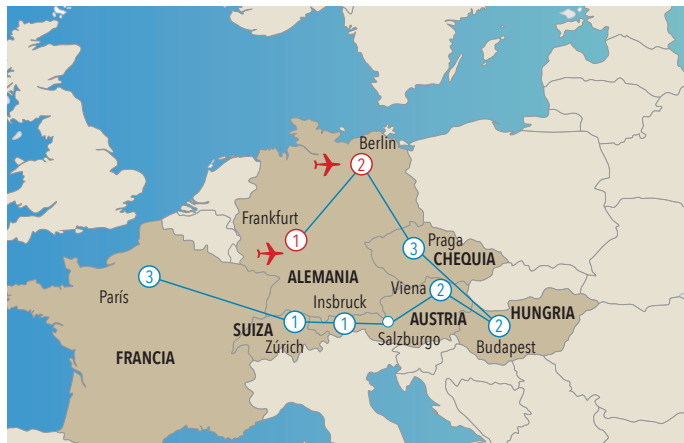 Berlin
2
Frankfurt
1
3
Praga
CHEQUIA
3
París
ALEMANIA
Viena
2
Insbruck
HUNGRIA
SUIZA
1
1
AUSTRIA
2
Zúrich
Salzburgo
Budapest
FRANCIA